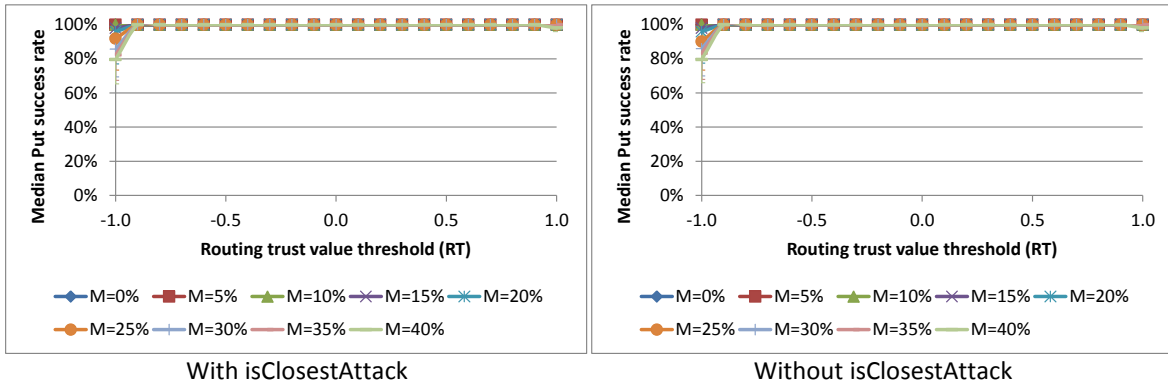 Median Put success rate
100%
80%
60%
40%
20%
0%
-1.0 -0.5 0.0 0.5 1.0
Routing trust value threshold (RT)
M=0% M=5% M=10% M=15% M=20%
M=25% M=30% M=35% M=40%
With isClosestAttack
Median Put success rate
100%
80%
60%
40%
20%
0%
-1.0 -0.5 0.0 0.5 1.0
Routing trust value threshold (RT)
M=0% M=5% M=10% M=15% M=20%
M=25% M=30% M=35% M=40%
Without isClosestAttack